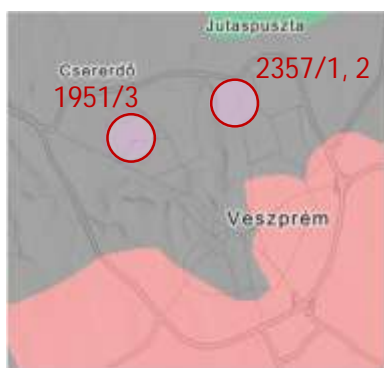 Jutaspuszta
Csererdő
2357/1, 2
1951/3
Veszprém